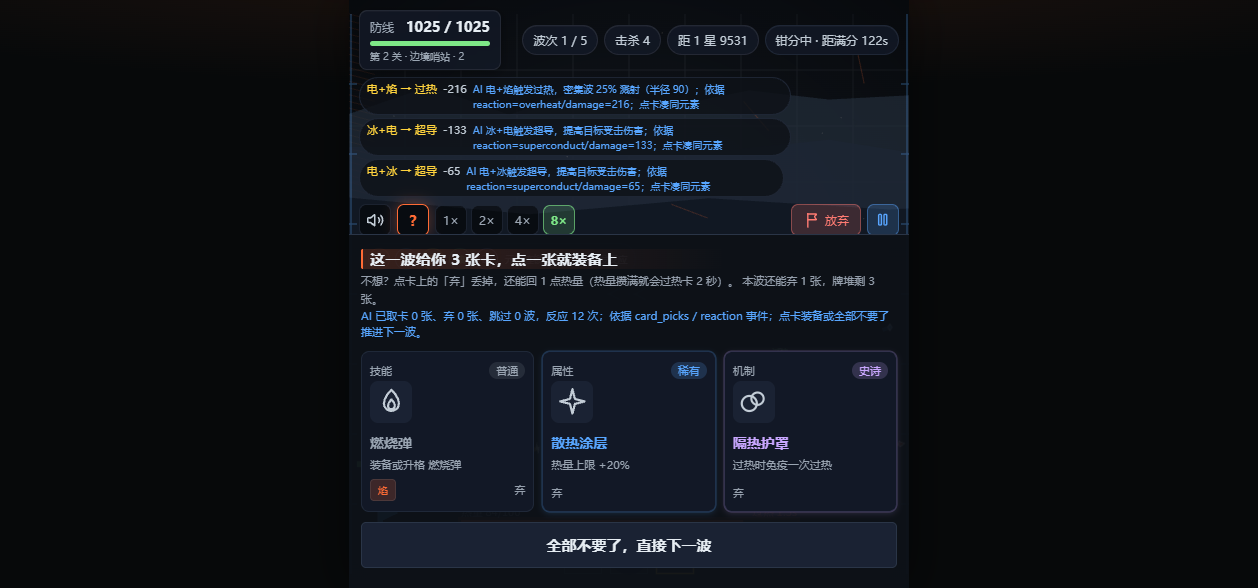 防线 1025 / 1025
第 2 关 · 边境哨站 · 2
波次 1 / 5
击杀 4
距 1 星 9531
钳分中 · 距满分 122s
电+焰 → 过热 -216 AI 电+焰触发过热，密集波 25% 溅射（半径 90）；依据
reaction=overheat/damage=216；点卡凑同元素
冰+电 → 超导 -133 AI 冰+电触发超导，提高目标受击伤害；依据
reaction=superconduct/damage=133；点卡凑同元素
电+冰 → 超导 -65 AI 电+冰触发超导，提高目标受击伤害；依据
reaction=superconduct/damage=65；点卡凑同元素
? 1× 2× 4× 8× 放弃
这一波给你 3 张卡，点一张就装备上
不想？点卡上的「弃」丢掉，还能回 1 点热量（热量攒满就会过热卡 2 秒）。 本波还能弃 1 张，牌堆剩 3
张。
AI 已取卡 0 张、弃 0 张、跳过 0 波，反应 12 次；依据 card_picks / reaction 事件；点卡装备或全部不要了
推进下一波。
技能 普通
燃烧弹
装备或升格 燃烧弹
焰 弃
属性 稀有
散热涂层
热量上限 +20%
弃
机制 史诗
隔热护罩
过热时免疫一次过热
弃
全部不要了，直接下一波